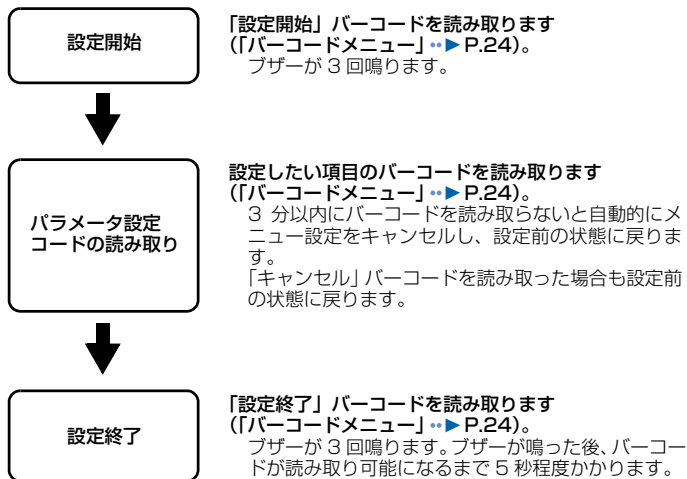 設定開始
「設定開始」バーコードを読み取ります
(「バーコードメニュー」 ▶ P.24)。
ブザーが 3 回鳴ります。
パラメータ設定
コードの読み取り
設定したい項目のバーコードを読み取ります
(「バーコードメニュー」 ▶ P.24)。
3 分以内にバーコードを読み取らないと自動的にメ
ニュー設定をキャンセルし、設定前の状態に戻りま
す。
「キャンセル」バーコードを読み取った場合も設定前
の状態に戻ります。
設定終了
「設定終了」バーコードを読み取ります
(「バーコードメニュー」 ▶ P.24)。
ブザーが 3 回鳴ります。ブザーが鳴った後、バーコー
ドが読み取り可能になるまで 5 秒程度かかります。